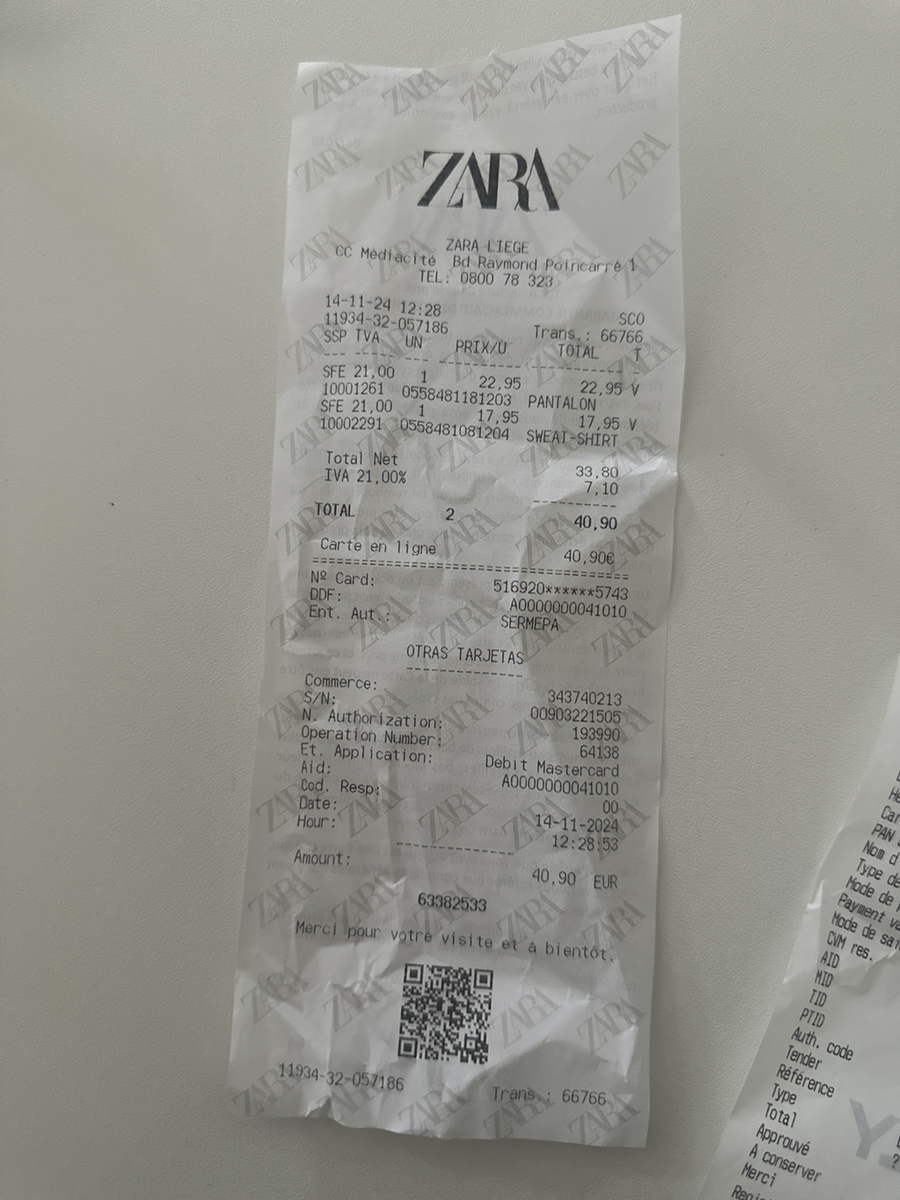 ZARA
ZARA LIEGE
CC Médiacité Bd Raymond Poincarré 1
TEL: 0800 78 323
14-11-24 12:28 SCO
11934-32-057186 Trans.: 66766
SSP TVA UN PRIX/U TOTAL T
SFE 21,00 1 22,95 22,95 V
10001261 0558481181203 PANTALON
SFE 21,00 1 17,95 17,95 V
10002291 0558481081204 SWEAT-SHIRT
Total Net 33,80
IVA 21,00% 7,10
TOTAL 2 40,90
Carte en ligne 40,90€
Nº Card: 516920******5743
DDF: A0000000041010
Ent. Aut.: SERMEPA
OTRAS TARJETAS
Commerce: 343740213
S/N: 00903221505
N. Authorization: 193990
Operation Number: 64138
Et. Application: Debit Mastercard
Aid: A0000000041010
Cod. Resp: 00
Date: 14-11-2024
Hour: 12:28:53
Amount: 40,90 EUR
63382533
Merci pour votre visite et à bientôt.
11934-32-057186 Trans.: 66766
PAN
Nom d
Type de
Mode de
Payment
Mode de
CVM res.
AID
MID
TID
PTID
Auth. code
Tender
Référence
Type
Total
Approuvé
A conserver
Merci